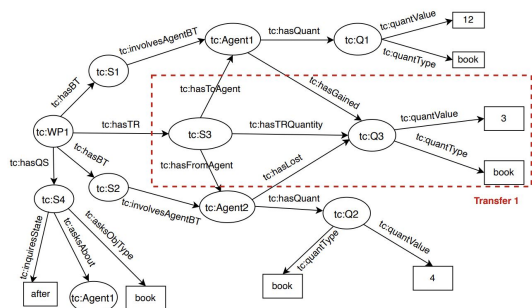 tc:Agent1
tc:hasQuant
tc:Q1
tc:quantValue
12
tc:quantType
book
tc:involvesAgentBT
tc:S1
tc:hasBT
tc:hasToAgent
tc:hasGained
tc:WP1
tc:hasTR
tc:S3
tc:hasTRQuantity
tc:Q3
tc:quantValue
3
tc:quantType
book
tc:hasFromAgent
tc:hasLost
Transfer 1
tc:hasQS
tc:hasBT
tc:S2
tc:involvesAgentBT
tc:Agent2
tc:hasQuant
tc:Q2
tc:quantType
tc:quantValue
book
4
tc:S4
tc:inquiresState
tc:asksAbout
tc:asksObjType
after
tc:Agent1
book